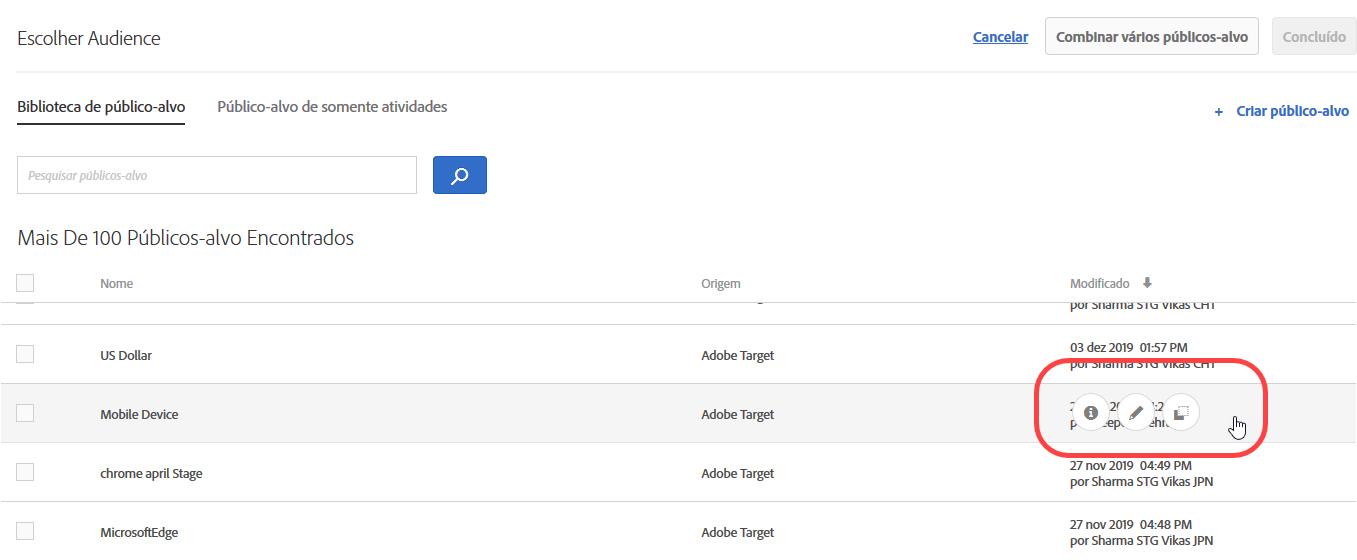 Escolher Audience
Cancelar
Combinar vários públicos-alvo
Concluído
Biblioteca de público-alvo
Público-alvo de somente atividades
+ Criar público-alvo
Pesquisar públicos-alvo
Mais De 100 Públicos-alvo Encontrados
Nome
Origem
Modificado
por Sharma STG Vikas CHT
US Dollar
Adobe Target
03 dez 2019 01:57 PM
por Sharma STG Vikas CHT
Mobile Device
Adobe Target
chrome april Stage
Adobe Target
27 nov 2019 04:49 PM
por Sharma STG Vikas JPN
MicrosoftEdge
Adobe Target
27 nov 2019 04:48 PM
por Sharma STG Vikas JPN